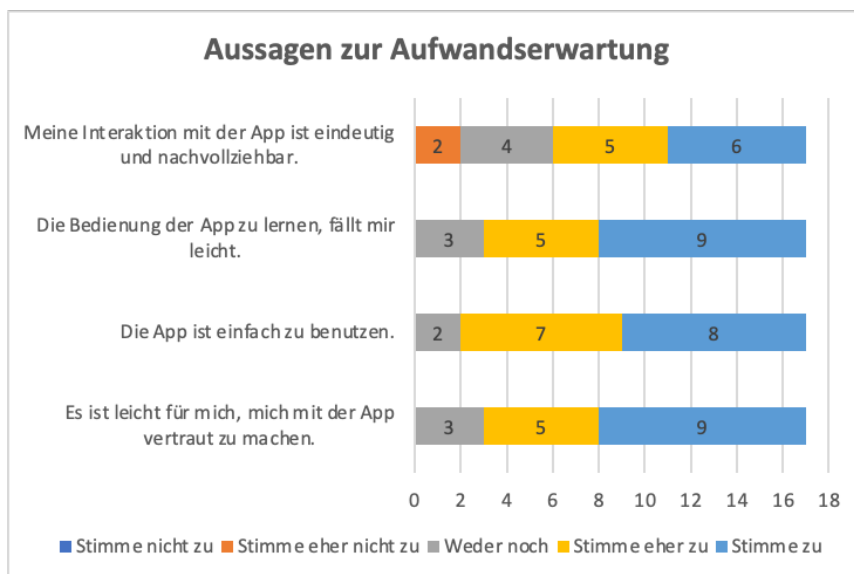 Aussagen zur Aufwandserwartung
Meine Interaktion mit der App ist eindeutig
und nachvollziehbar.
2 4 5 6
Die Bedienung der App zu lernen, fällt mir
leicht.
3 5 9
Die App ist einfach zu benutzen.
2 7 8
Es ist leicht für mich, mich mit der App
vertraut zu machen.
3 5 9
0 2 4 6 8 10 12 14 16 18
Stimme nicht zu Stimme eher nicht zu Weder noch Stimme eher zu Stimme zu